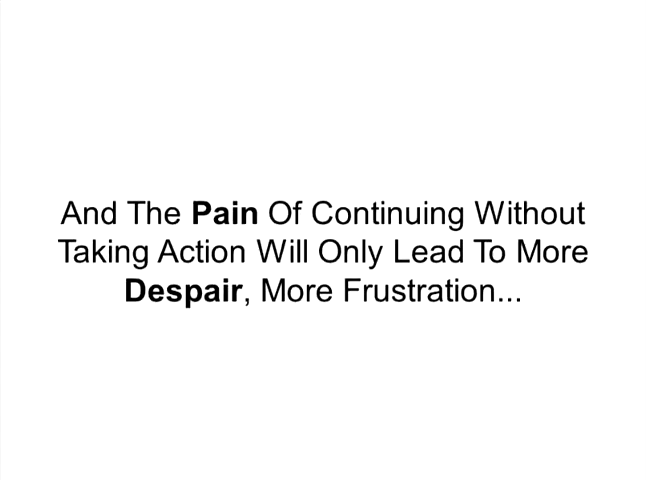 And The Pain Of Continuing Without
Taking Action Will Only Lead To More
Despair, More Frustration...